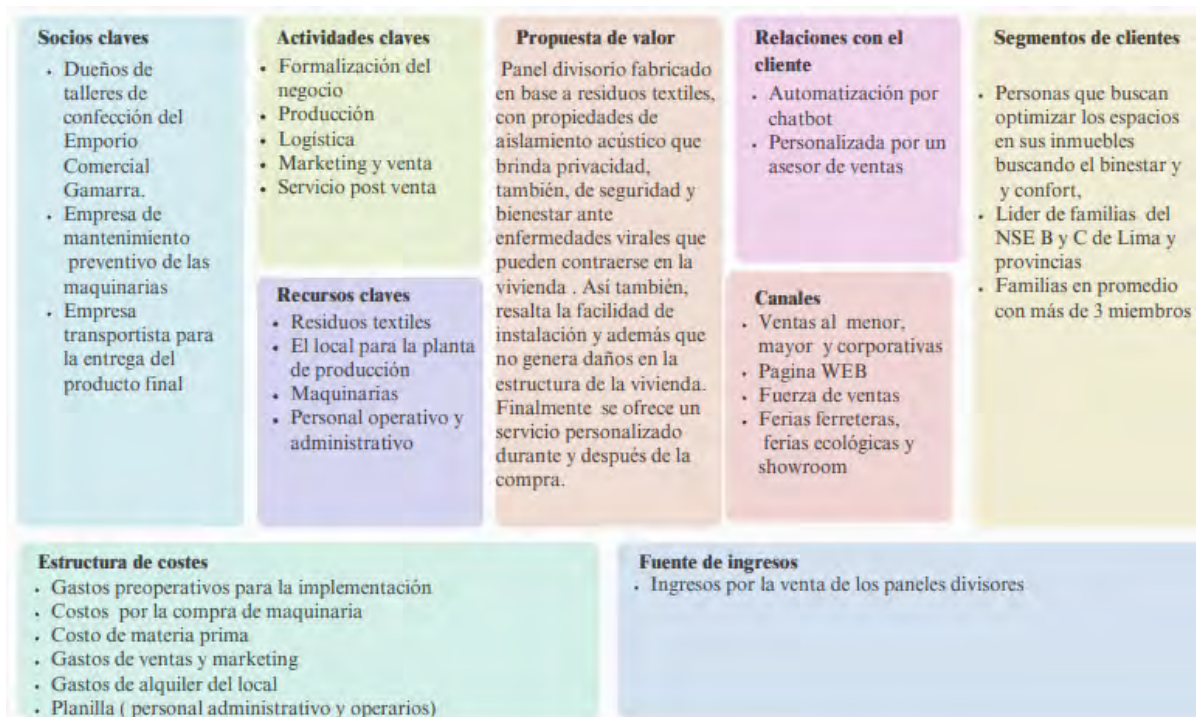 Socios claves
• Dueños de
talleres de
confección del
Emporio
Comercial
Gamarra.
• Empresa de
mantenimiento
preventivo de las
maquinarias
• Empresa
transportista para
la entrega del
producto final
Actividades claves
• Formalización del
negocio
• Producción
• Logística
• Marketing y venta
• Servicio post venta
Recursos claves
• Residuos textiles
• El local para la planta
de producción
• Maquinarias
• Personal operativo y
administrativo
Propuesta de valor
Panel divisorio fabricado
en base a residuos textiles,
con propiedades de
aislamiento acústico que
brinda privacidad,
también, de seguridad y
bienestar ante
enfermedades virales que
pueden contraerse en la
vivienda . Así también,
resalta la facilidad de
instalación y además que
no genera daños en la
estructura de la vivienda.
Finalmente se ofrece un
servicio personalizado
durante y después de la
compra.
Relaciones con el
cliente
• Automatización por
chatbot
• Personalizada por un
asesor de ventas
Canales
• Ventas al menor,
mayor y corporativas
• Pagina WEB
• Fuerza de ventas
• Ferias ferreteras,
ferias ecológicas y
showroom
Segmentos de clientes
• Personas que buscan
optimizar los espacios
en sus inmuebles
buscando el binestar y
y confort,
• Lider de familias del
NSE B y C de Lima y
provincias
• Familias en promedio
con más de 3 miembros
Estructura de costes
• Gastos preoperativos para la implementación
• Costos por la compra de maquinaria
• Costo de materia prima
• Gastos de ventas y marketing
• Gastos de alquiler del local
• Planilla ( personal administrativo y operarios)
Fuente de ingresos
• Ingresos por la venta de los paneles divisores